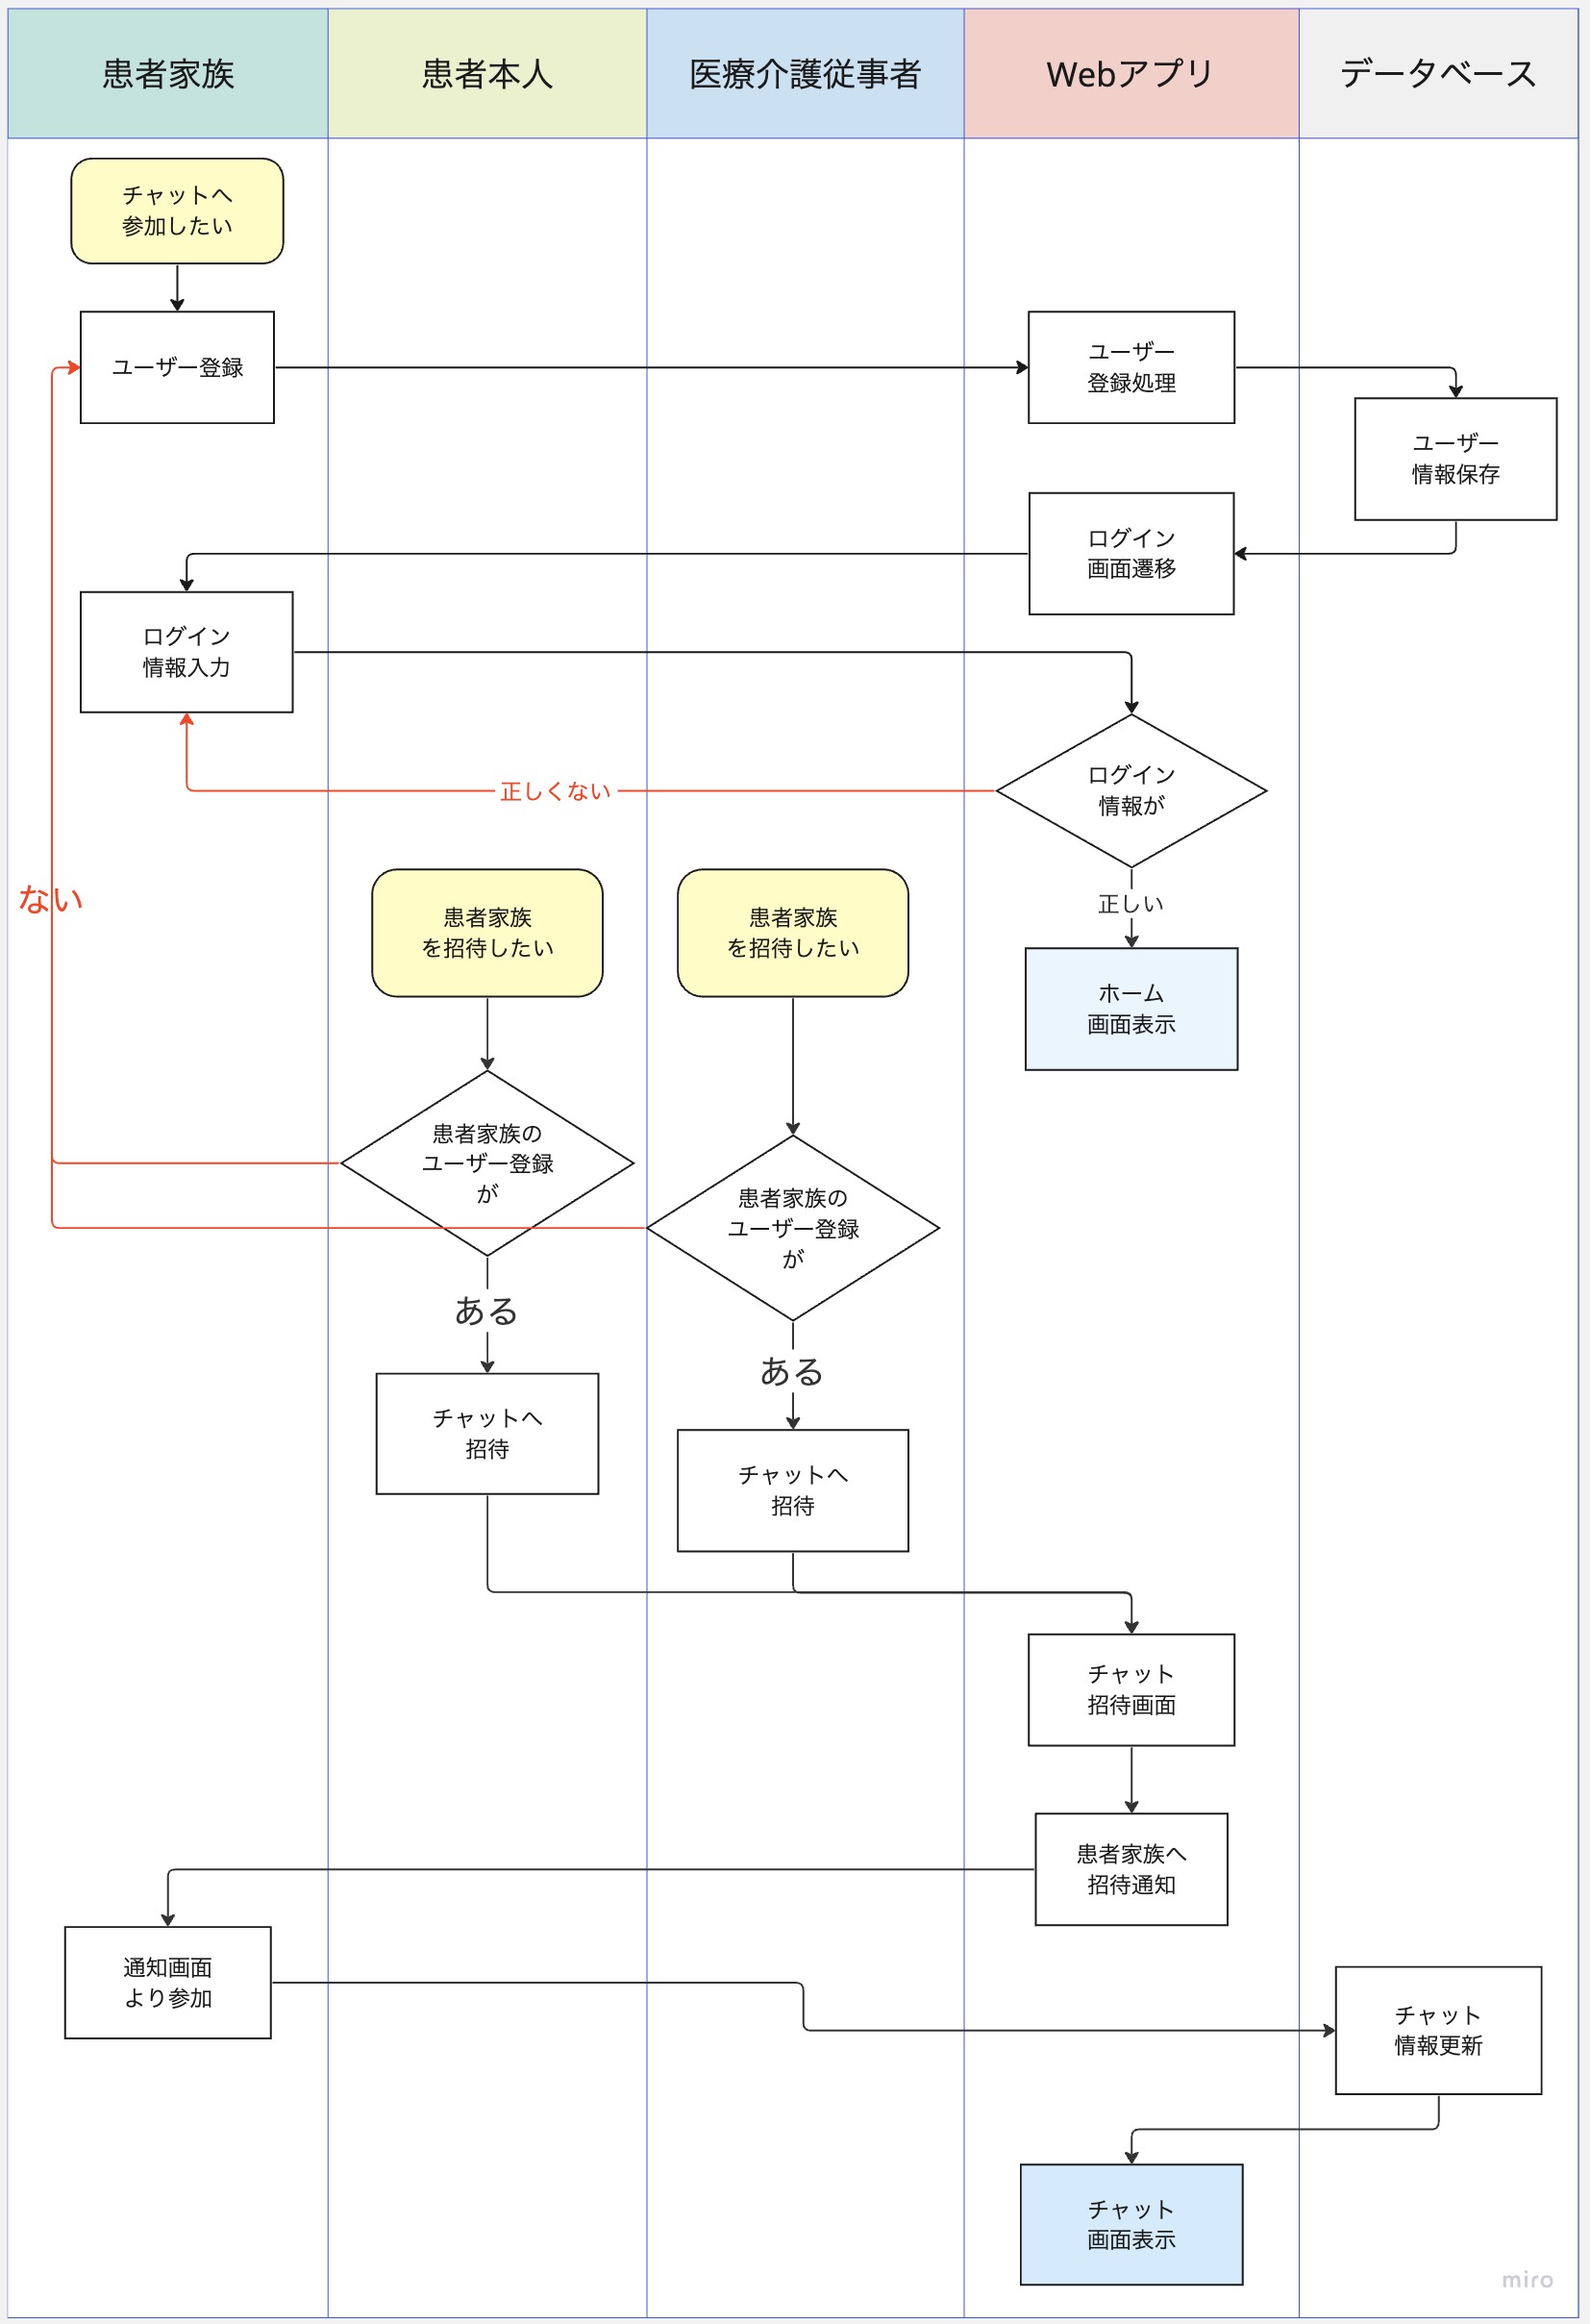 患者家族
患者本人
医療介護従事者
Webアプリ
データベース
チャットへ
参加したい
ユーザー登録
ユーザー
登録処理
ユーザー
情報保存
ログイン
画面遷移
ログイン
情報入力
ログイン
情報が
正しくない
正しい
ない
患者家族
を招待したい
患者家族
を招待したい
ホーム
画面表示
患者家族の
ユーザー登録
が
患者家族の
ユーザー登録
が
ある
ある
チャットへ
招待
チャットへ
招待
チャット
招待画面
患者家族へ
招待通知
通知画面
より参加
チャット
情報更新
チャット
画面表示
miro